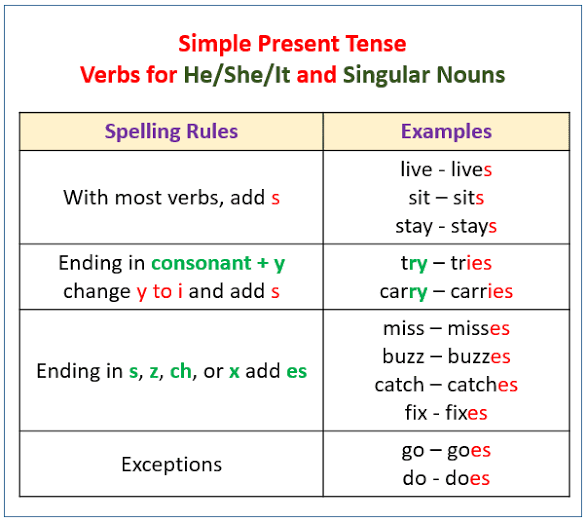 Simple Present Tense
Verbs for He/She/It and Singular Nouns
Spelling Rules
Examples
With most verbs, add s
live - lives
sit – sits
stay - stays
Ending in consonant + y
change y to i and add s
try – tries
carry – carries
Ending in s, z, ch, or x add es
miss – misses
buzz – buzzes
catch – catches
fix - fixes
Exceptions
go – goes
do - does